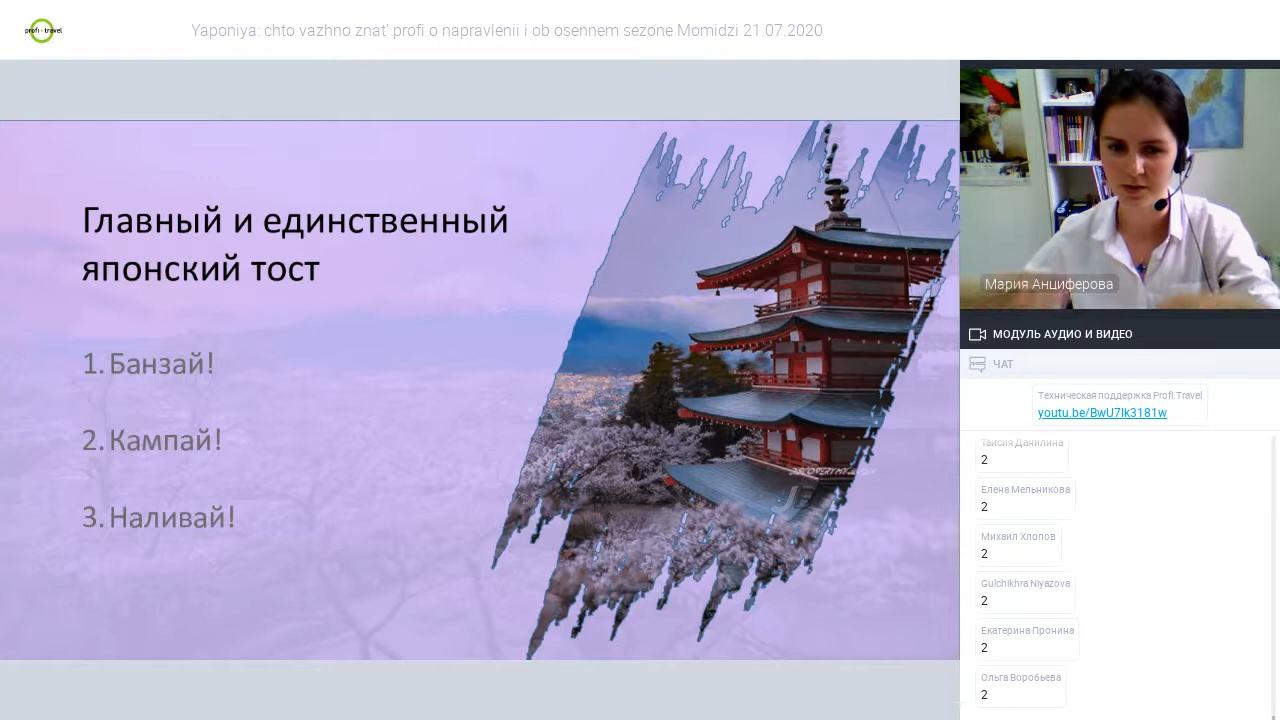 profi - travel
Yaponiya: chto vazhno znat' profi o napravlenii i ob osennem sezone Momidzi 21.07.2020
Главный и единственный
японский тост
1. Банзай!
2. Кампай!
3. Наливай!
Мария Анциферова
МОДУЛЬ АУДИО И ВИДЕО
ЧАТ
Техническая поддержка Profi.Travel
youtu.be/BwU7lk3181w
Таисия Данилина
2
Елена Мельникова
2
Михаил Хлопов
2
Gulchikhra Niyazova
2
Екатерина Пронина
2
Ольга Воробьева
2